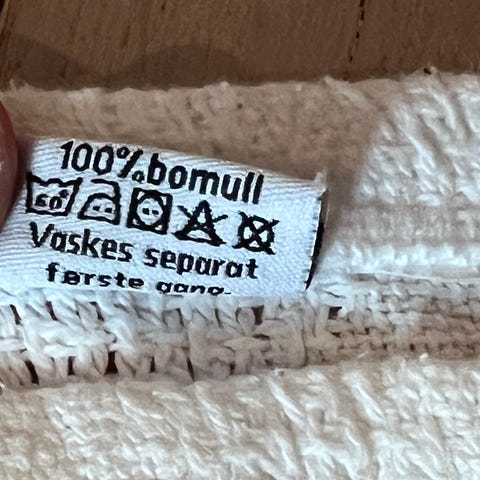 100% bomull
60
Vaskes separat
første gang.